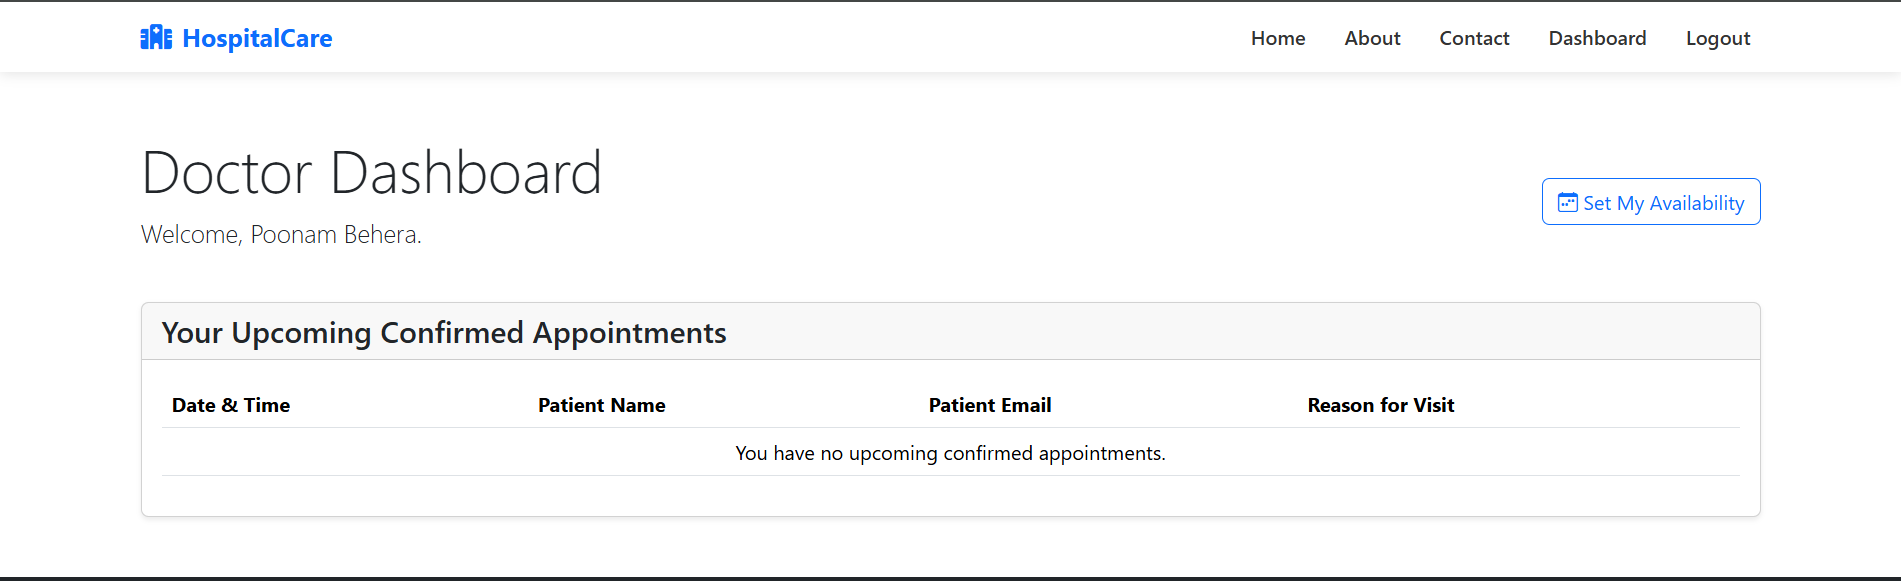 HospitalCare
Home About Contact Dashboard Logout
Doctor Dashboard
Set My Availability
Welcome, Poonam Behera.
Your Upcoming Confirmed Appointments
Date & Time Patient Name Patient Email Reason for Visit
You have no upcoming confirmed appointments.